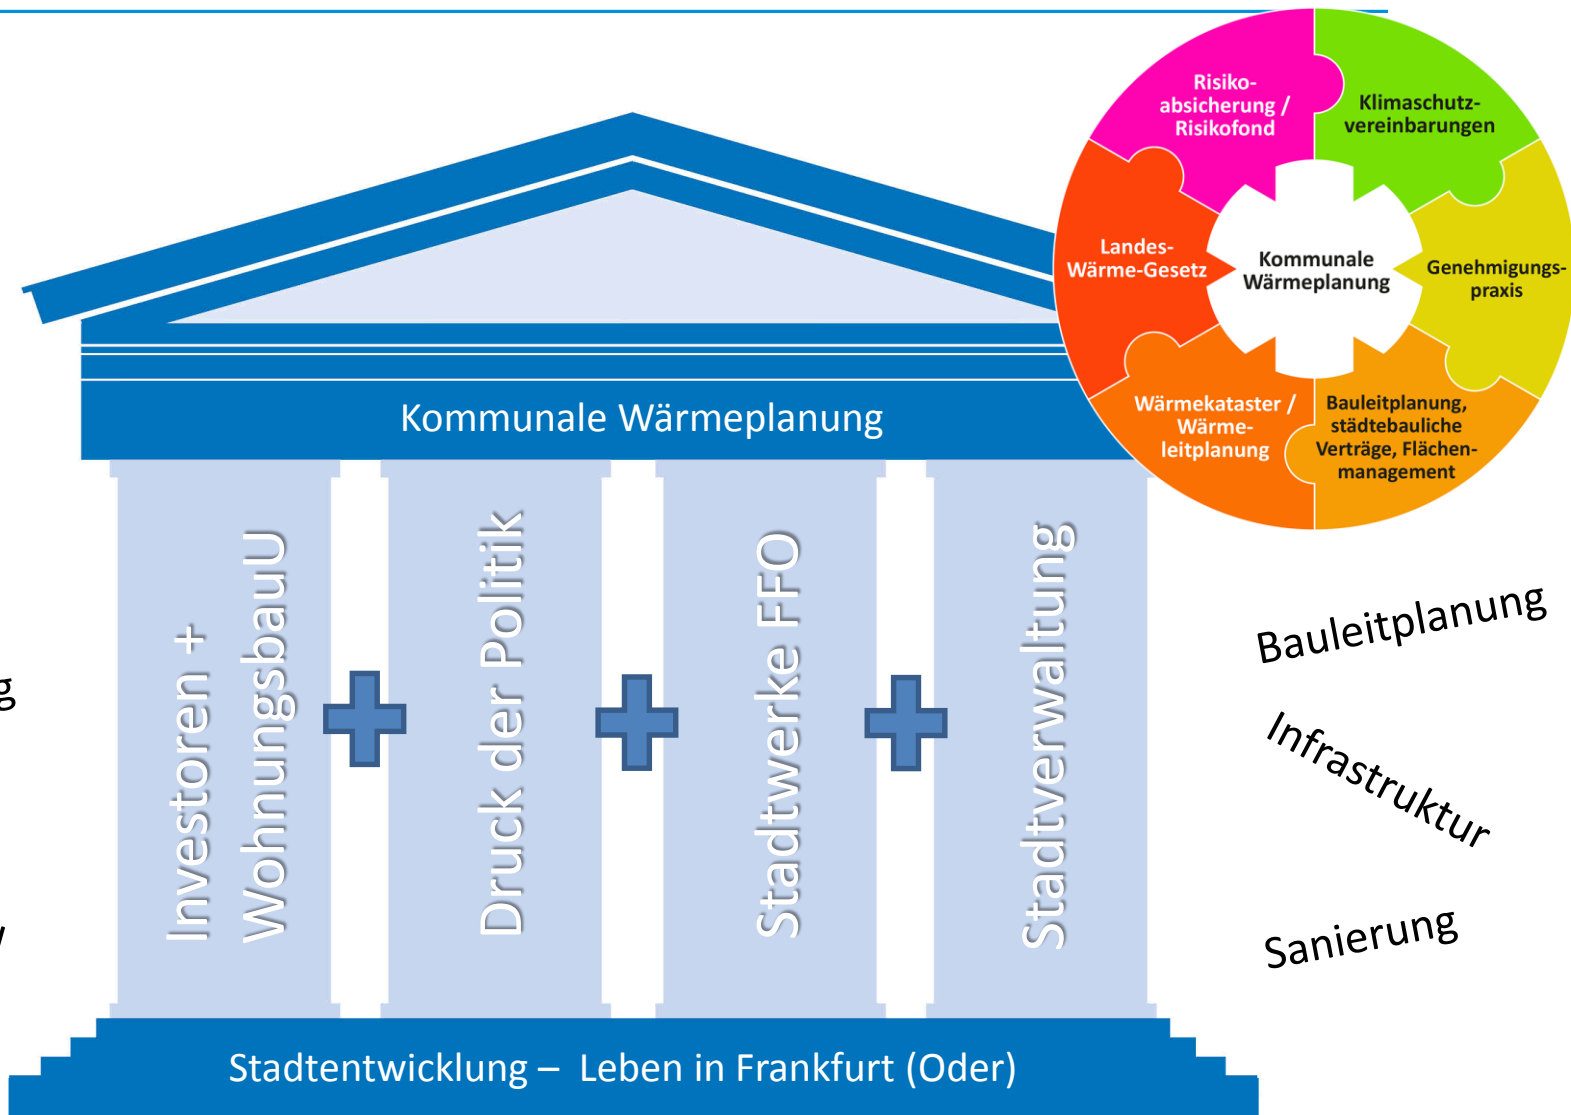 Risiko-
absicherung /
Risikofond
Klimaschutz-
vereinbarungen
Landes-
Wärme-Gesetz
Kommunale
Wärmeplanung
Genehmigungs-
praxis
Wärmekataster /
Wärme-
leitplanung
Bauleitplanung,
städtebauliche
Verträge, Flächen-
management
Kommunale Wärmeplanung
Investoren +
WohnungsbauU
Druck der Politik
Stadtwerke FFO
Stadtverwaltung
Bauleitplanung
Infrastruktur
Sanierung
Stadtentwicklung – Leben in Frankfurt (Oder)